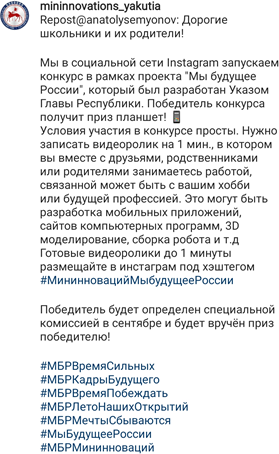 mininnovations_yakutia
Repost@anatolysemyonov: Дорогие
школьники и их родители!
Мы в социальной сети Instagram запускаем
конкурс в рамках проекта "Мы будущее
России", который был разработан Указом
Главы Республики. Победитель конкурса
получит приз планшет! 📱
Условия участия в конкурсе просты. Нужно
записать видеоролик на 1 мин., в котором
вы вместе с друзьями, родственниками
или родителями занимаетесь работой,
связанной может быть с вашим хобби
или будущей профессией. Это могут быть
разработка мобильных приложений,
сайтов компьютерных программ, 3D
моделирование, сборка робота и т.д
Готовые видеоролики до 1 минуты
размещайте в инстаграм под хэштегом
#МининновацийМыбудущееРоссии
Победитель будет определен специальной
комиссией в сентябре и будет вручён приз
победителю!
#МБРВремяСильных
#МБРКадрыБудущего
#МБРВремяПобеждать
#МБРЛетоНашихОткрытий
#МБРМечтыСбываются
#МыБудущееРоссии
#МБРМининноваций